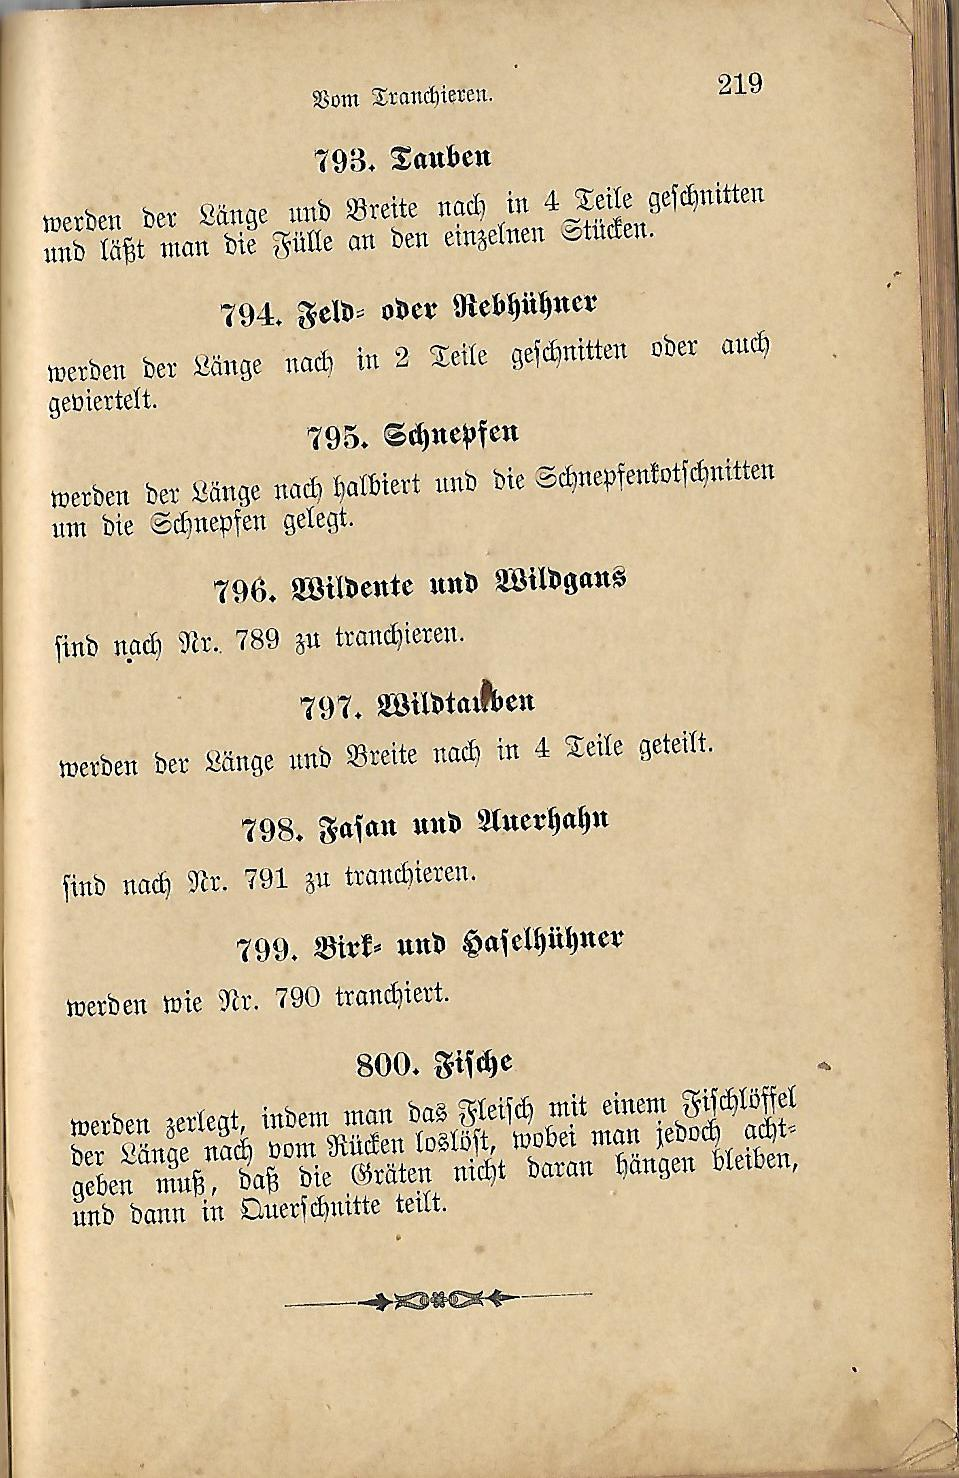 Vom Tranchieren.
219
793. Tauben
werden der Länge und Breite nach in 4 Teile geschnitten
und läßt man die Fülle an den einzelnen Stücken.
794. Feld- oder Rebhühner
werden der Länge nach in 2 Teile geschnitten oder auch
geviertelt.
795. Schnepfen
werden der Länge nach halbiert und die Schnepfenkotschnitten
um die Schnepfen gelegt.
796. Wildente und Wildgans
sind nach Nr. 789 zu tranchieren.
797. Wildtauben
werden der Länge und Breite nach in 4 Teile geteilt.
798. Fasan und Auerhahn
sind nach Nr. 791 zu tranchieren.
799. Birk- und Haselhühner
werden wie Nr. 790 tranchiert.
800. Fische
werden zerlegt, indem man das Fleisch mit einem Fischlöffel
der Länge nach vom Rücken loslöst, wobei man jedoch acht-
geben muß, daß die Gräten nicht daran hängen bleiben,
und dann in Querschnitte teilt.